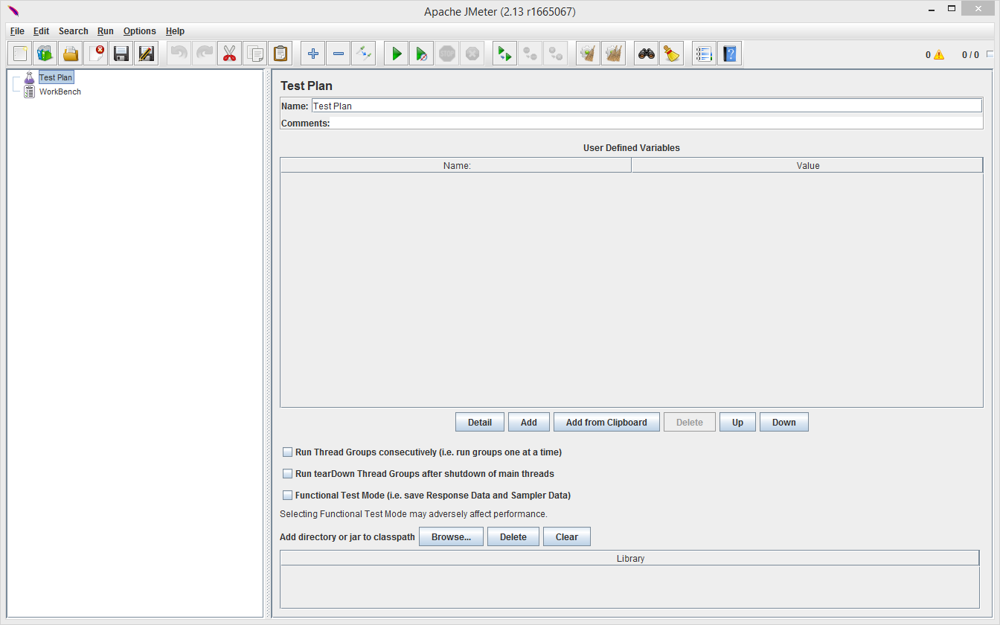 Apache JMeter (2.13 r1665067)
File Edit Search Run Options Help
STOP
?
0 0 / 0
Test Plan
WorkBench
Test Plan
Name: Test Plan
Comments:
User Defined Variables
Name: Value
Detail Add Add from Clipboard Delete Up Down
Run Thread Groups consecutively (i.e. run groups one at a time)
Run tearDown Thread Groups after shutdown of main threads
Functional Test Mode (i.e. save Response Data and Sampler Data)
Selecting Functional Test Mode may adversely affect performance.
Add directory or jar to classpath Browse... Delete Clear
Library